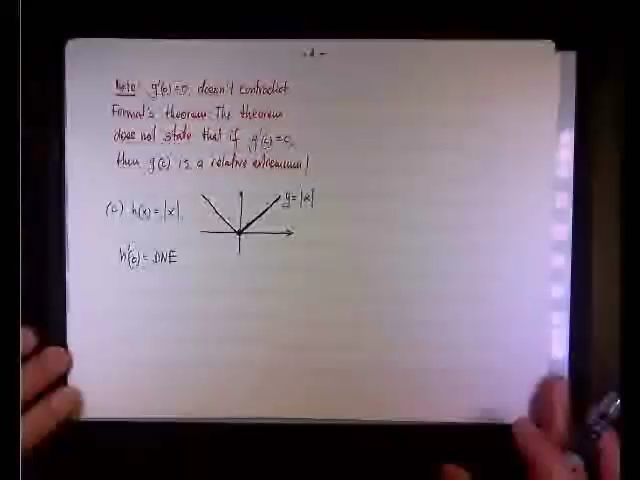 - 2 -
Note: g'(0)=0 doesn't contradict
Fermat's theorem. The theorem
does not state that if g'(c)=0,
then g(c) is a relative extremum!
(c) h(x) = |x|.
y=|x|
h'(0) = DNE